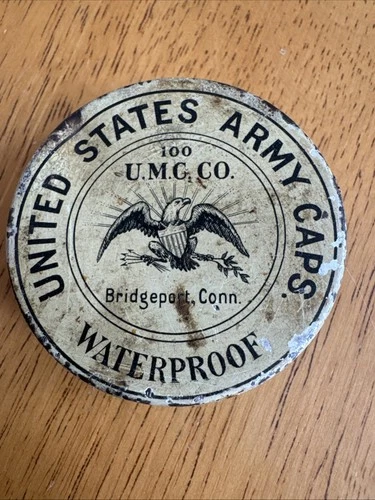 UNITED STATES ARMY CAPS.
100
U.M.C. CO.
Bridgeport, Conn.
WATERPROOF